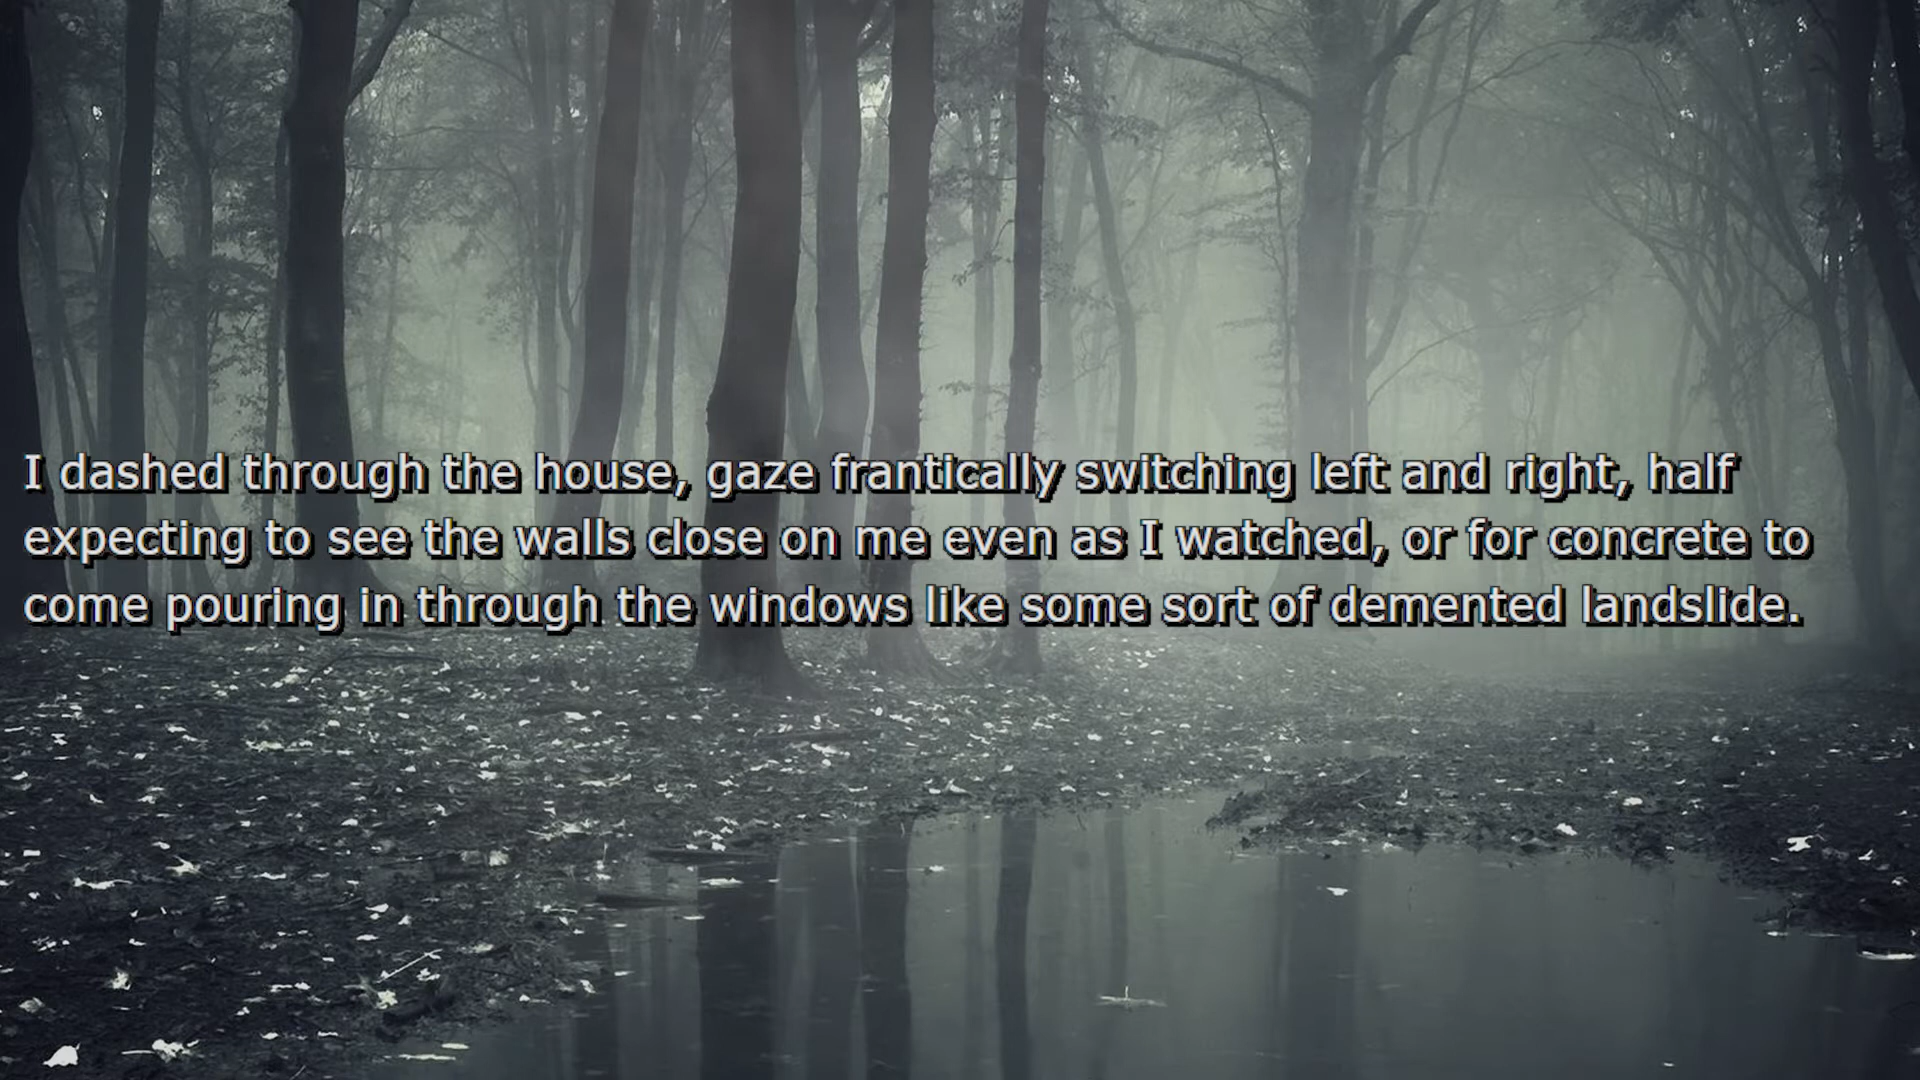 I dashed through the house, gaze frantically switching left and right, half
expecting to see the walls close on me even as I watched, or for concrete to
come pouring in through the windows like some sort of demented landslide.